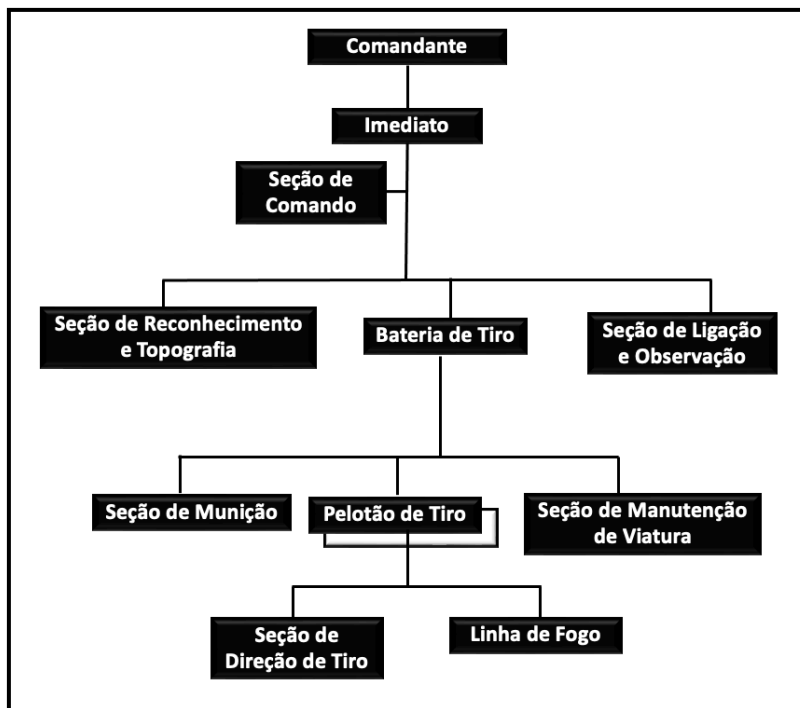 Comandante
Imediato
Seção de
Comando
Seção de Reconhecimento
e Topografia
Bateria de Tiro
Seção de Ligação
e Observação
Seção de Munição
Pelotão de Tiro
Seção de Manutenção
de Viatura
Seção de
Direção de Tiro
Linha de Fogo